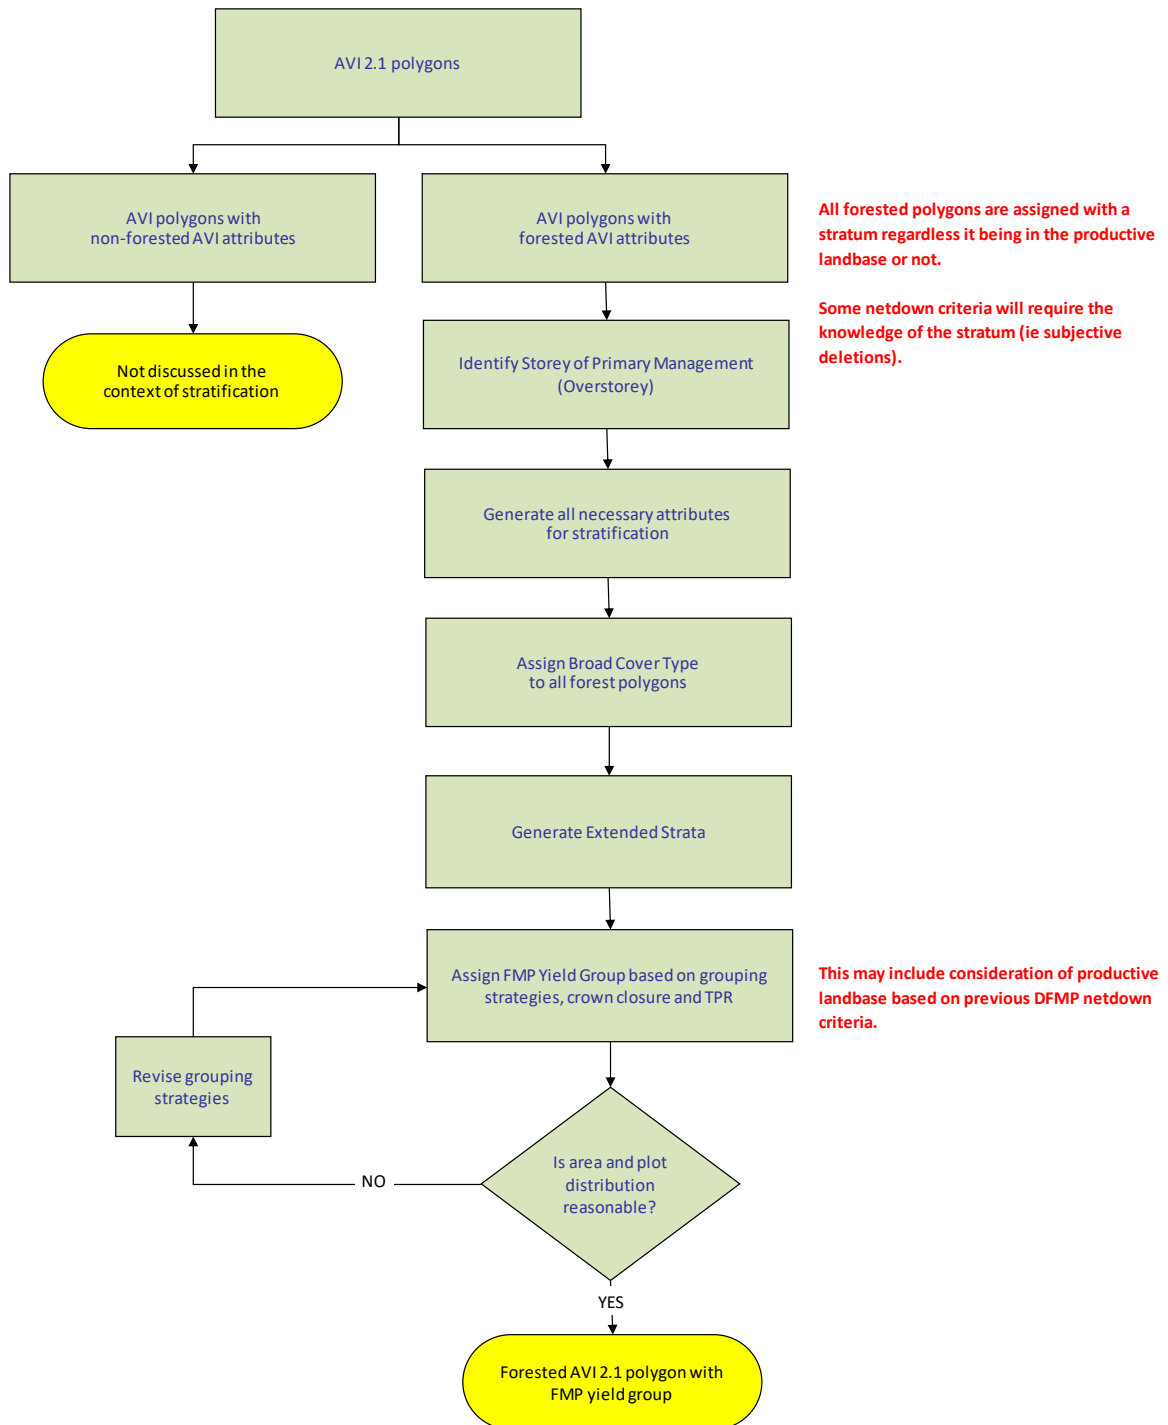 AVI 2.1 polygons
AVI polygons with
non-forested AVI attributes
AVI polygons with
forested AVI attributes
All forested polygons are assigned with a
stratum regardless it being in the productive
landbase or not.
Some netdown criteria will require the
knowledge of the stratum (ie subjective
deletions).
Not discussed in the
context of stratification
Identify Storey of Primary Management
(Overstorey)
Generate all necessary attributes
for stratification
Assign Broad Cover Type
to all forest polygons
Generate Extended Strata
Assign FMP Yield Group based on grouping
strategies, crown closure and TPR
This may include consideration of productive
landbase based on previous DFMP netdown
criteria.
Revise grouping
strategies
Is area and plot
distribution
reasonable?
NO
YES
Forested AVI 2.1 polygon with
FMP yield group